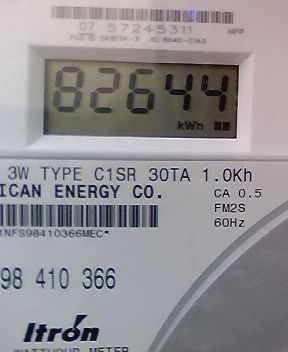 07 57245311 HPP
82644
kWh
3W TYPE C1SR 30TA 1.0Kh
ICAN ENERGY CO. CA 0.5
FM2S
60Hz
1NFS98410366MEC*
98 410 366
Itron
WATTHOUR METER